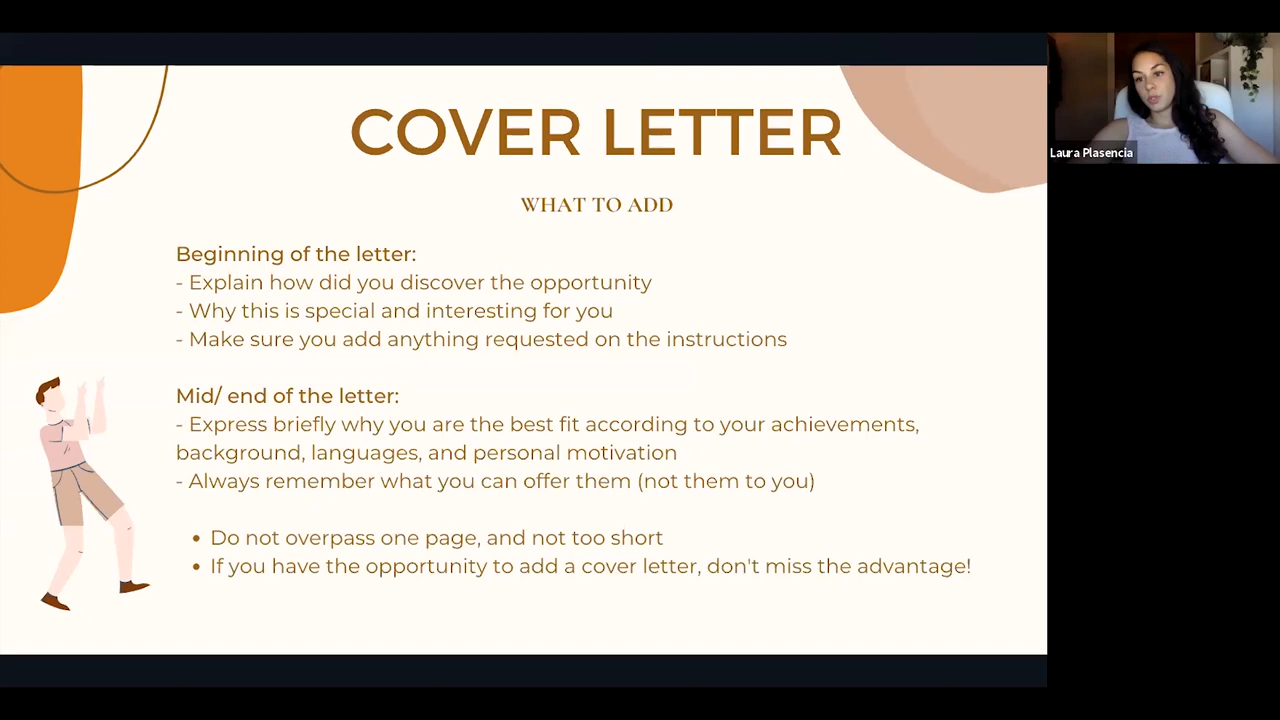 COVER LETTER
WHAT TO ADD
Beginning of the letter:
- Explain how did you discover the opportunity
- Why this is special and interesting for you
- Make sure you add anything requested on the instructions
Mid/ end of the letter:
- Express briefly why you are the best fit according to your achievements,
background, languages, and personal motivation
- Always remember what you can offer them (not them to you)
• Do not overpass one page, and not too short
• If you have the opportunity to add a cover letter, don't miss the advantage!
Laura Plasencia